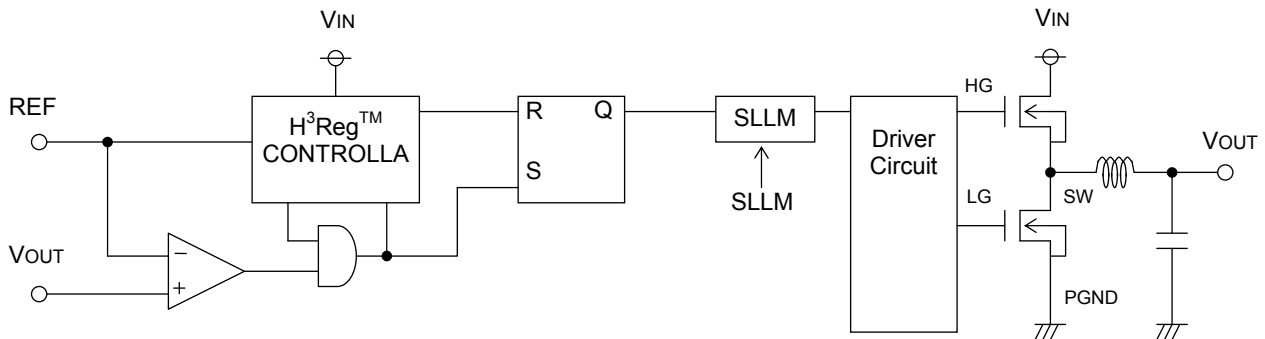 VIN
VIN
REF
H³Reg™
CONTROLLA
R
Q
S
SLLM
SLLM
Driver
Circuit
HG
LG
VOUT
SW
VOUT
−
+
PGND